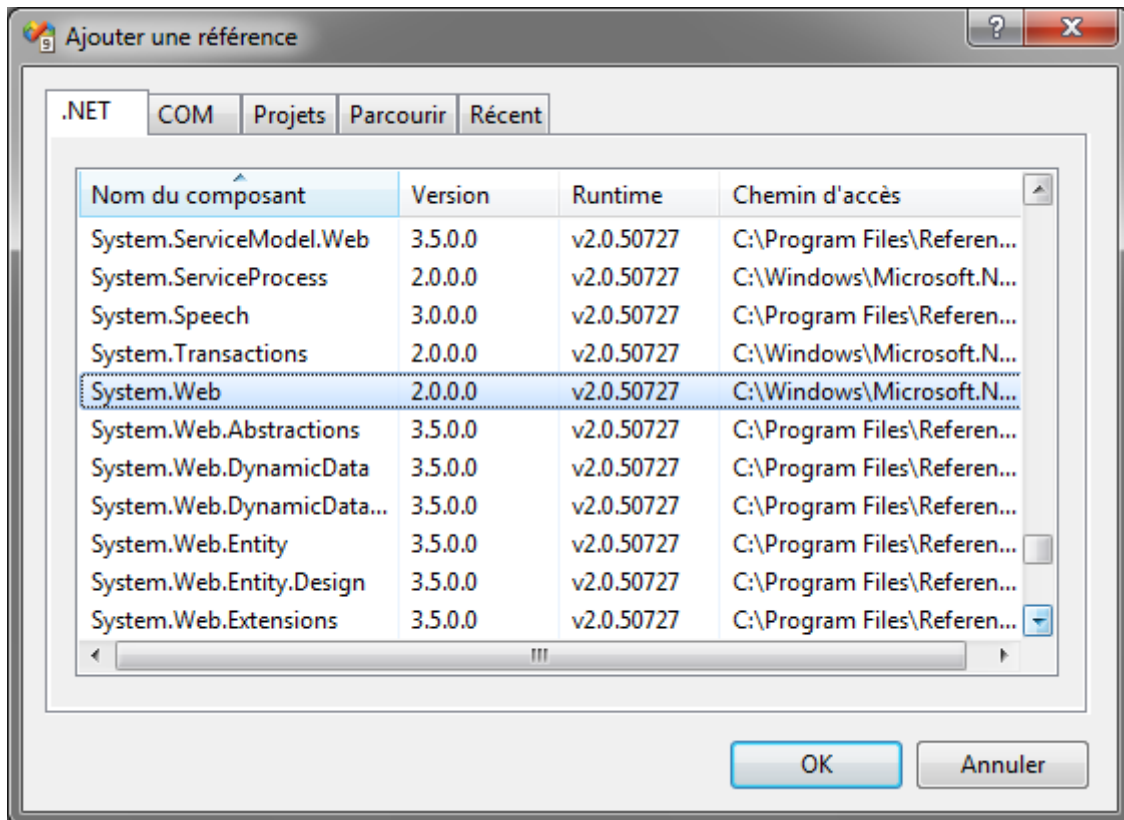 9 Ajouter une référence ?
.NET COM Projets Parcourir Récent
Nom du composant Version Runtime Chemin d'accès
System.ServiceModel.Web 3.5.0.0 v2.0.50727 C:\Program Files\Referen...
System.ServiceProcess 2.0.0.0 v2.0.50727 C:\Windows\Microsoft.N...
System.Speech 3.0.0.0 v2.0.50727 C:\Program Files\Referen...
System.Transactions 2.0.0.0 v2.0.50727 C:\Windows\Microsoft.N...
System.Web 2.0.0.0 v2.0.50727 C:\Windows\Microsoft.N...
System.Web.Abstractions 3.5.0.0 v2.0.50727 C:\Program Files\Referen...
System.Web.DynamicData 3.5.0.0 v2.0.50727 C:\Program Files\Referen...
System.Web.DynamicData... 3.5.0.0 v2.0.50727 C:\Program Files\Referen...
System.Web.Entity 3.5.0.0 v2.0.50727 C:\Program Files\Referen...
System.Web.Entity.Design 3.5.0.0 v2.0.50727 C:\Program Files\Referen...
System.Web.Extensions 3.5.0.0 v2.0.50727 C:\Program Files\Referen...
OK Annuler